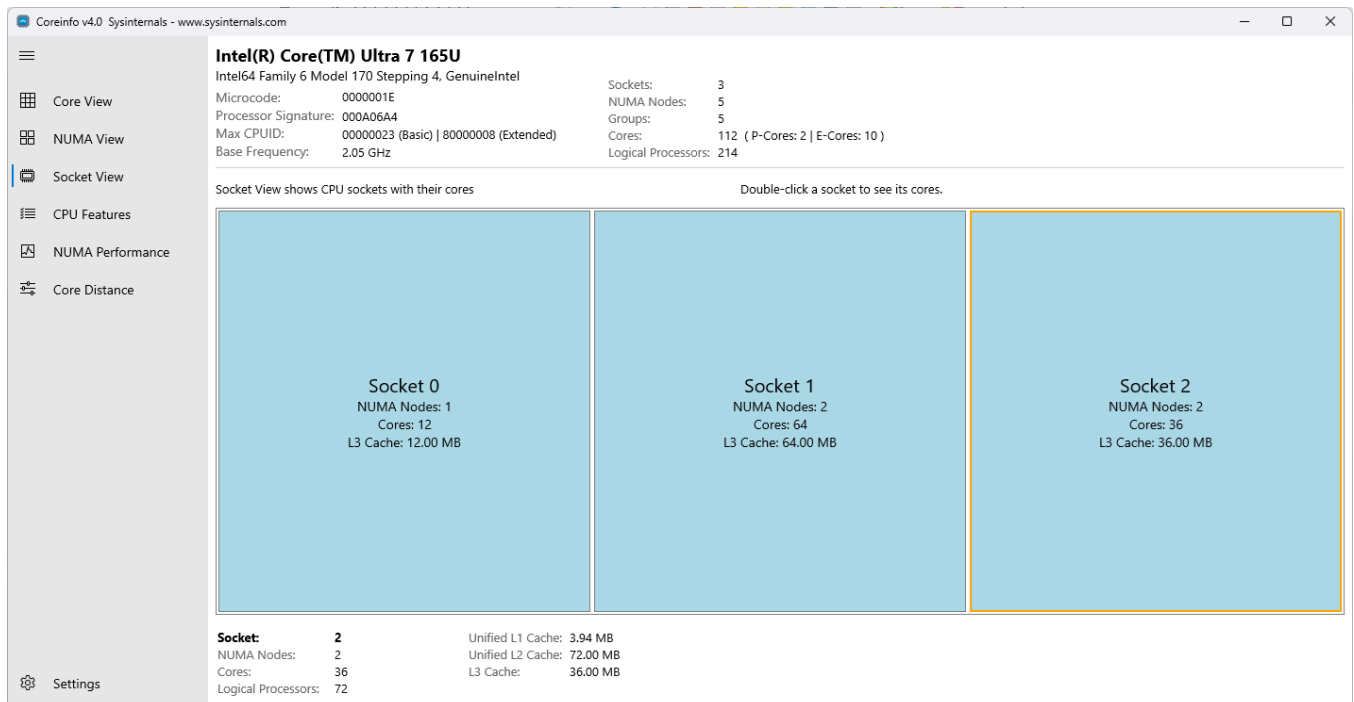 Coreinfo v4.0 Sysinternals - www.sysinternals.com
Core View
NUMA View
Socket View
CPU Features
NUMA Performance
Core Distance
Settings
Intel(R) Core(TM) Ultra 7 165U
Intel64 Family 6 Model 170 Stepping 4, GenuineIntel
Microcode: 0000001E
Processor Signature: 000A06A4
Max CPUID: 00000023 (Basic) | 80000008 (Extended)
Base Frequency: 2.05 GHz
Sockets: 3
NUMA Nodes: 5
Groups: 5
Cores: 112 ( P-Cores: 2 | E-Cores: 10 )
Logical Processors: 214
Socket View shows CPU sockets with their cores
Double-click a socket to see its cores.
Socket 0
NUMA Nodes: 1
Cores: 12
L3 Cache: 12.00 MB
Socket 1
NUMA Nodes: 2
Cores: 64
L3 Cache: 64.00 MB
Socket 2
NUMA Nodes: 2
Cores: 36
L3 Cache: 36.00 MB
Socket: 2
NUMA Nodes: 2
Cores: 36
Logical Processors: 72
Unified L1 Cache: 3.94 MB
Unified L2 Cache: 72.00 MB
L3 Cache: 36.00 MB